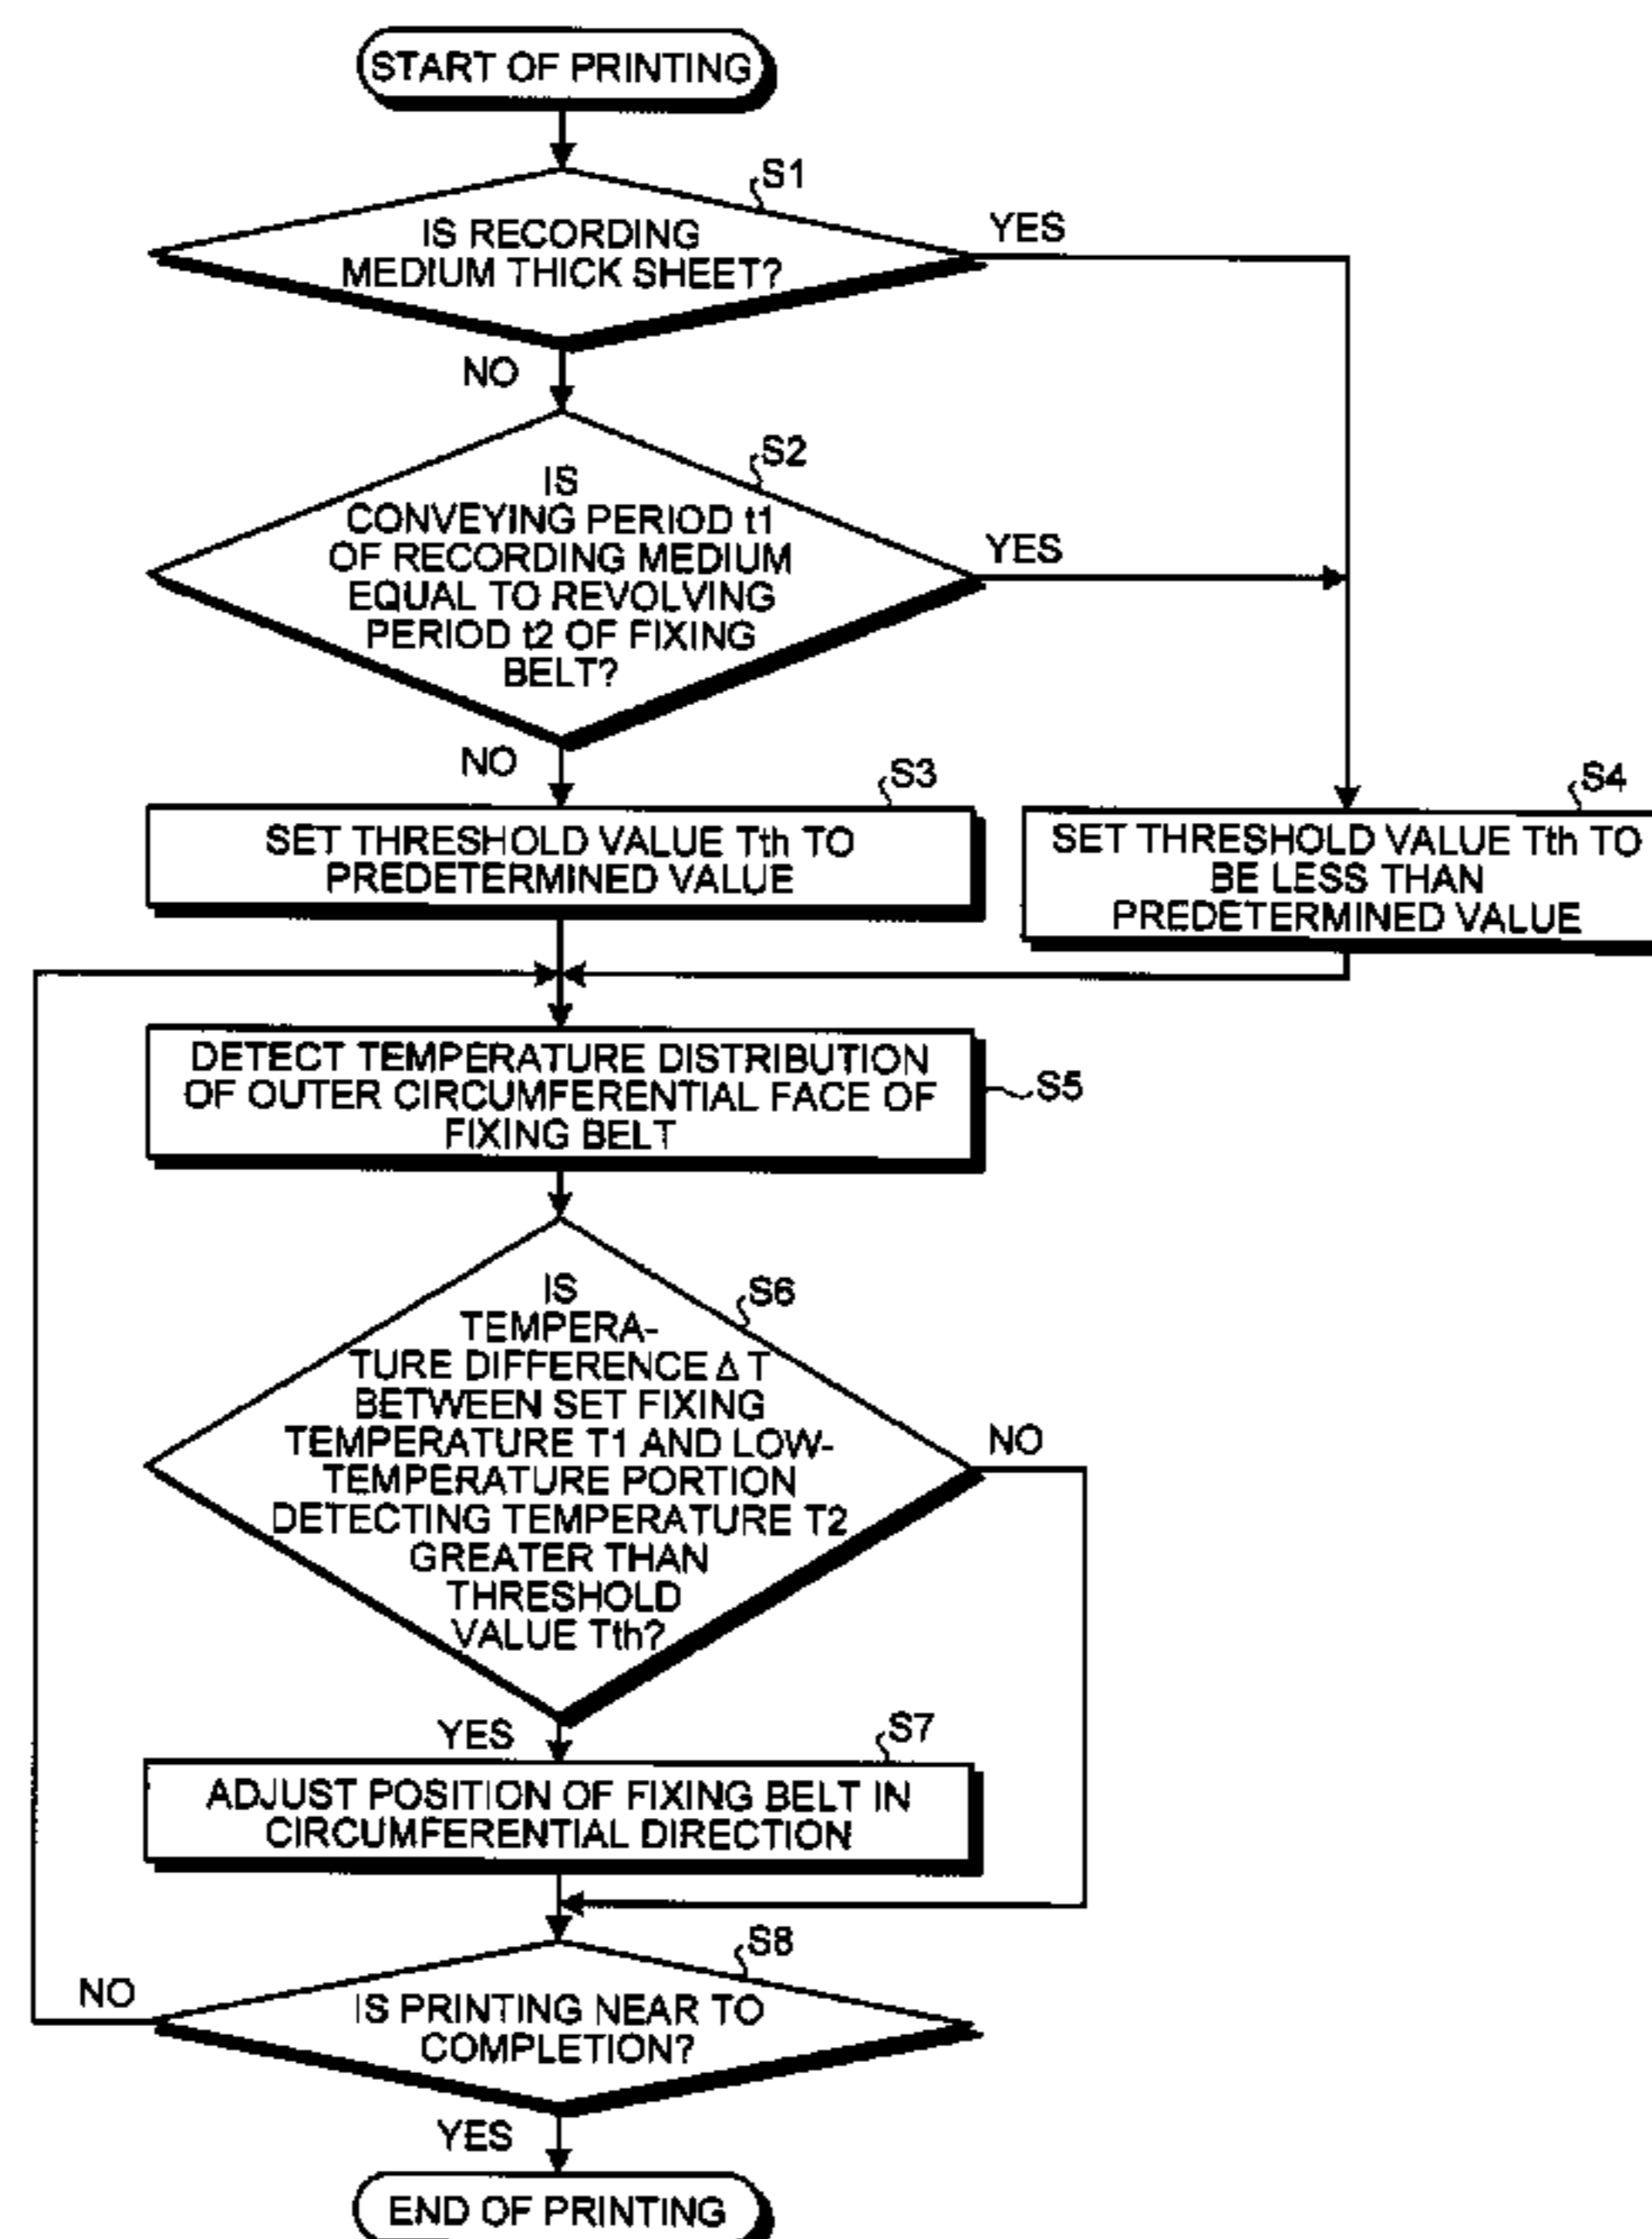 START OF PRINTING
S1
IS RECORDING
MEDIUM THICK SHEET?
YES
NO
S2
IS
CONVEYING PERIOD t1
OF RECORDING MEDIUM
EQUAL TO REVOLVING
PERIOD t2 OF FIXING
BELT?
YES
NO
S3
SET THRESHOLD VALUE Tth TO
PREDETERMINED VALUE
S4
SET THRESHOLD VALUE Tth TO
BE LESS THAN
PREDETERMINED VALUE
DETECT TEMPERATURE DISTRIBUTION
OF OUTER CIRCUMFERENTIAL FACE OF
FIXING BELT
S5
S6
IS
TEMPERA-
TURE DIFFERENCE Δ T
BETWEEN SET FIXING
TEMPERATURE T1 AND LOW-
TEMPERATURE PORTION
DETECTING TEMPERATURE T2
GREATER THAN
THRESHOLD
VALUE Tth?
NO
YES
S7
ADJUST POSITION OF FIXING BELT IN
CIRCUMFERENTIAL DIRECTION
S8
IS PRINTING NEAR TO
COMPLETION?
NO
YES
END OF PRINTING